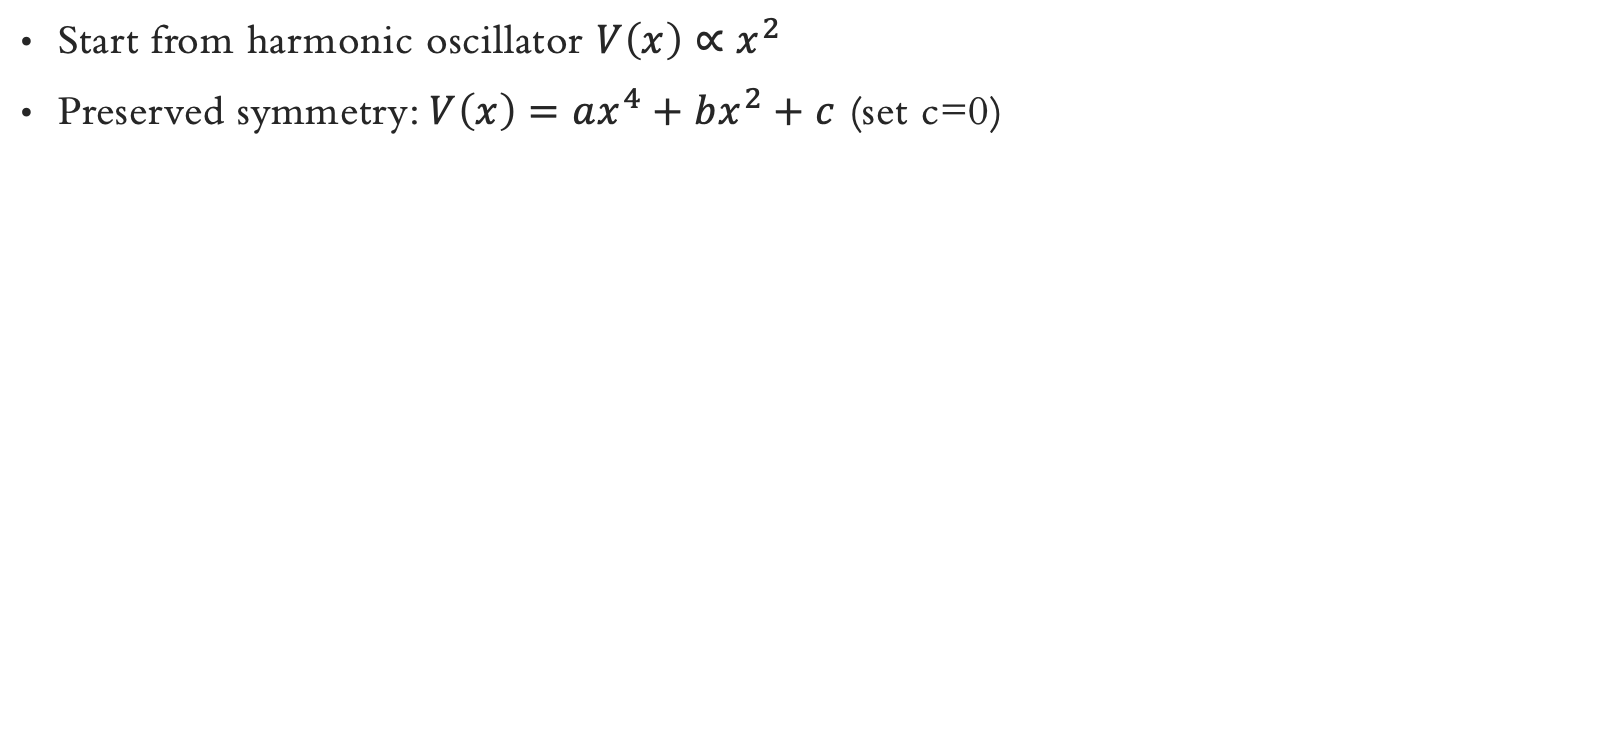 • Start from harmonic oscillator V(x) ∝ x²
• Preserved symmetry: V(x) = ax⁴ + bx² + c (set c=0)